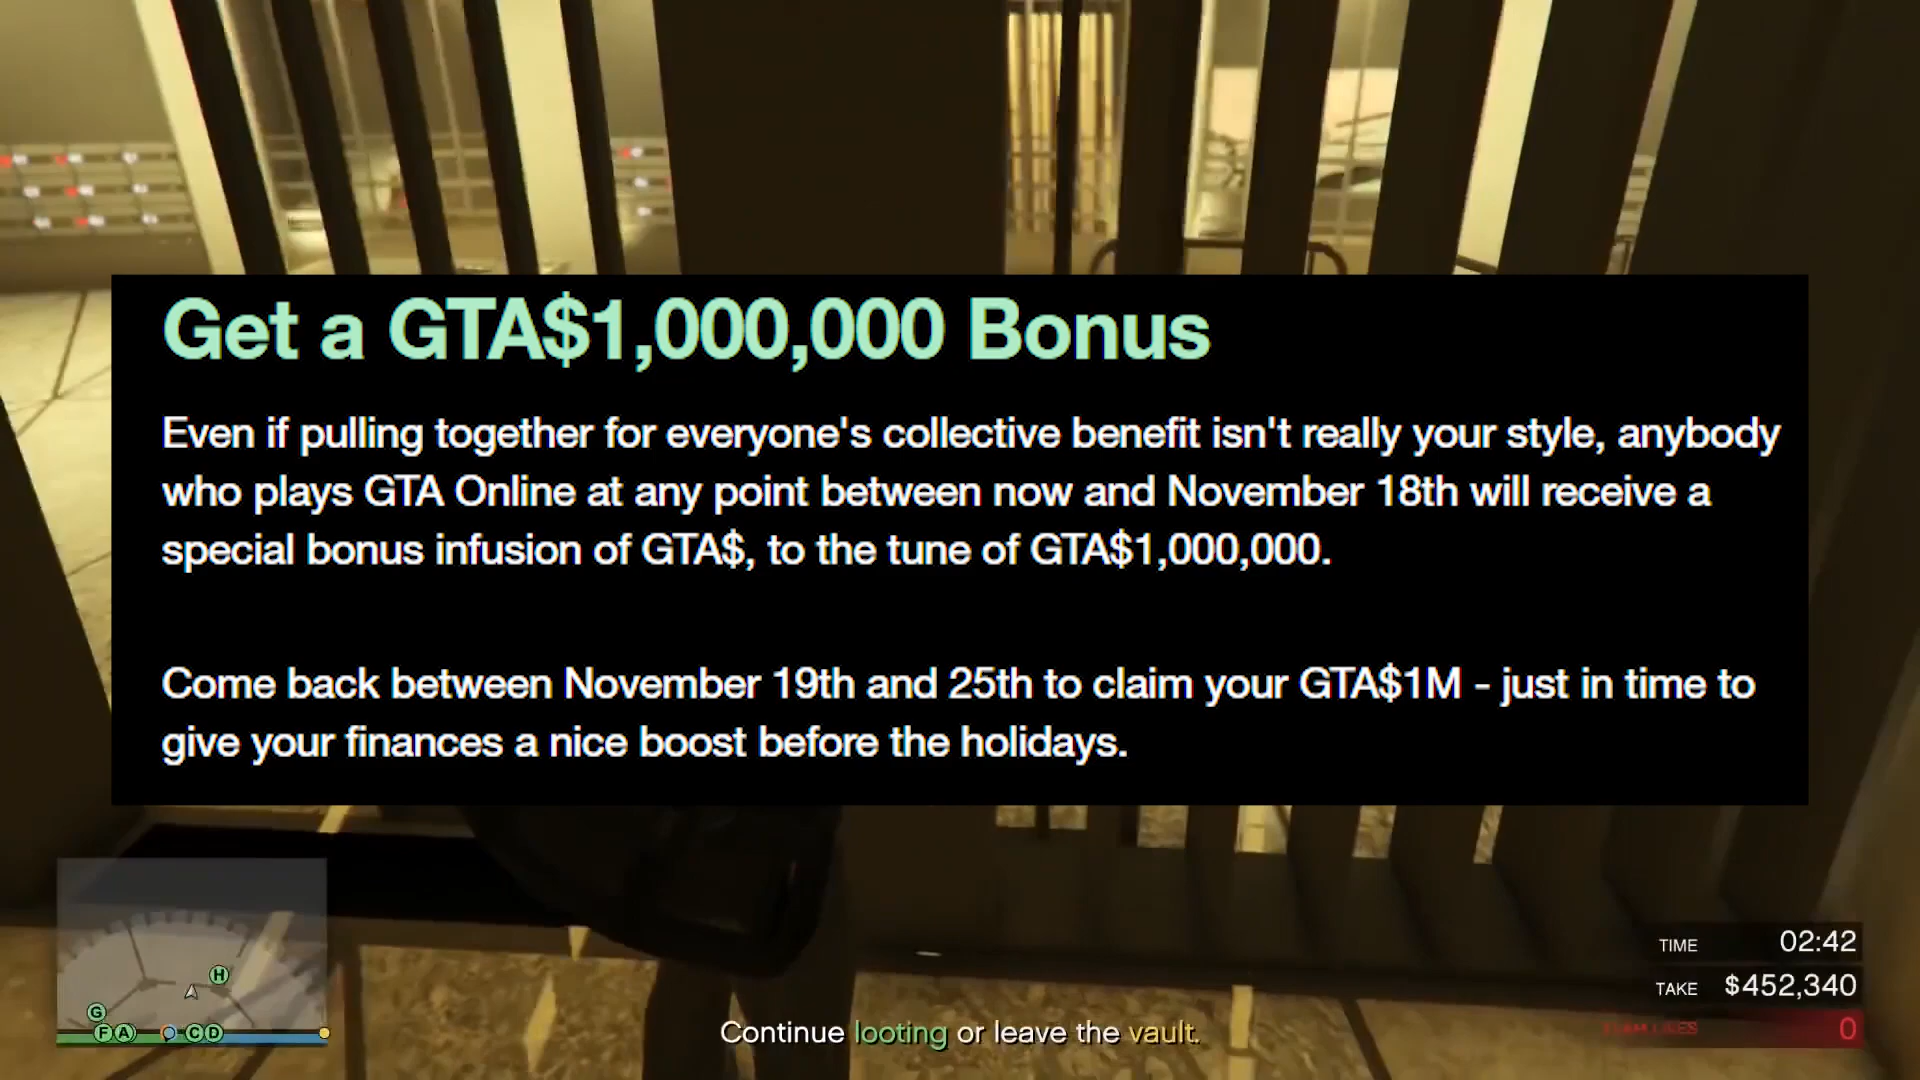 Get a GTA$1,000,000 Bonus
Even if pulling together for everyone's collective benefit isn't really your style, anybody
who plays GTA Online at any point between now and November 18th will receive a
special bonus infusion of GTA$, to the tune of GTA$1,000,000.
Come back between November 19th and 25th to claim your GTA$1M - just in time to
give your finances a nice boost before the holidays.
H
G
F A C D
TIME 02:42
TAKE $452,340
TEAM LIVES 0
Continue looting or leave the vault.